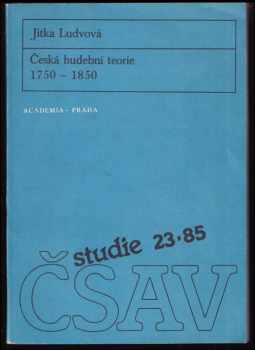 Jitka Ludvová
Česká hudební teorie
1750 – 1850
ACADEMIA · PRAHA
studie 23·85
ČSAV